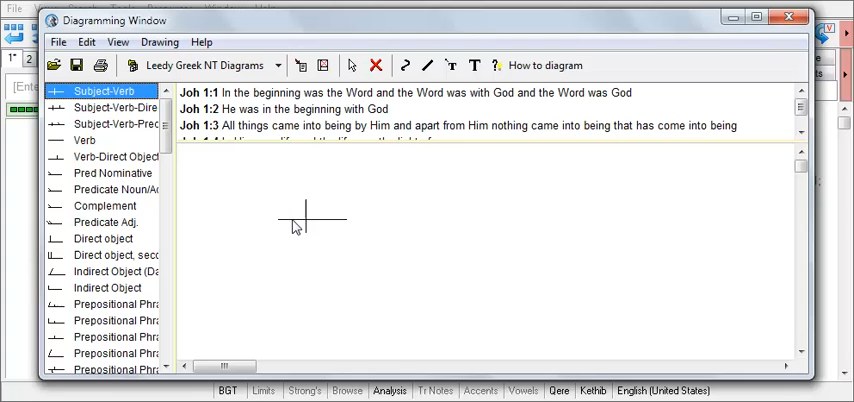 Diagramming Window
File Edit View Drawing Help
Leedy Greek NT Diagrams T T How to diagram
1* 2
[Ente
Subject-Verb
Subject-Verb-Dire
Subject-Verb-Pred
Verb
Verb-Direct Object
Pred Nominative
Predicate Noun/Ad
Complement
Predicate Adj.
Direct object
Direct object, seco
Indirect Object (Da
Indirect Object
Prepositional Phra
Prepositional Phra
Prepositional Phra
Prepositional Phra
Prepositional Phra
Joh 1:1 In the beginning was the Word and the Word was with God and the Word was God
Joh 1:2 He was in the beginning with God
Joh 1:3 All things came into being by Him and apart from Him nothing came into being that has come into being
BGT Limits Strong's Browse Analysis Tr Notes Accents Vowels Qere Kethib English (United States)